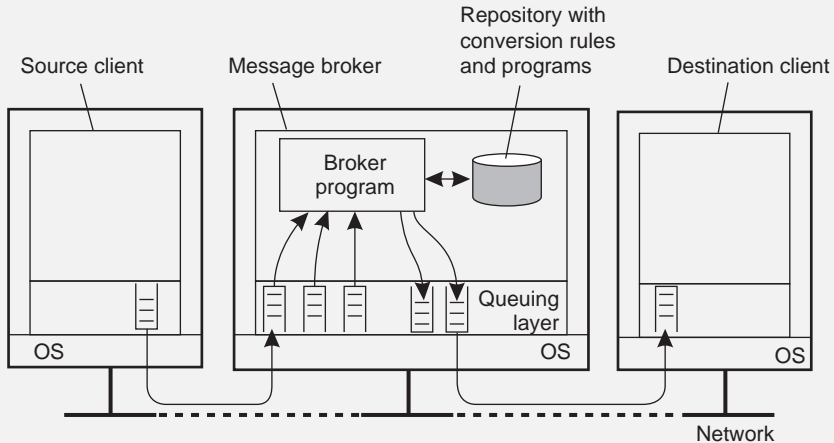 Repository with
conversion rules
and programs
Source client
Message broker
Destination client
Broker
program
Queuing
layer
OS
OS
OS
Network